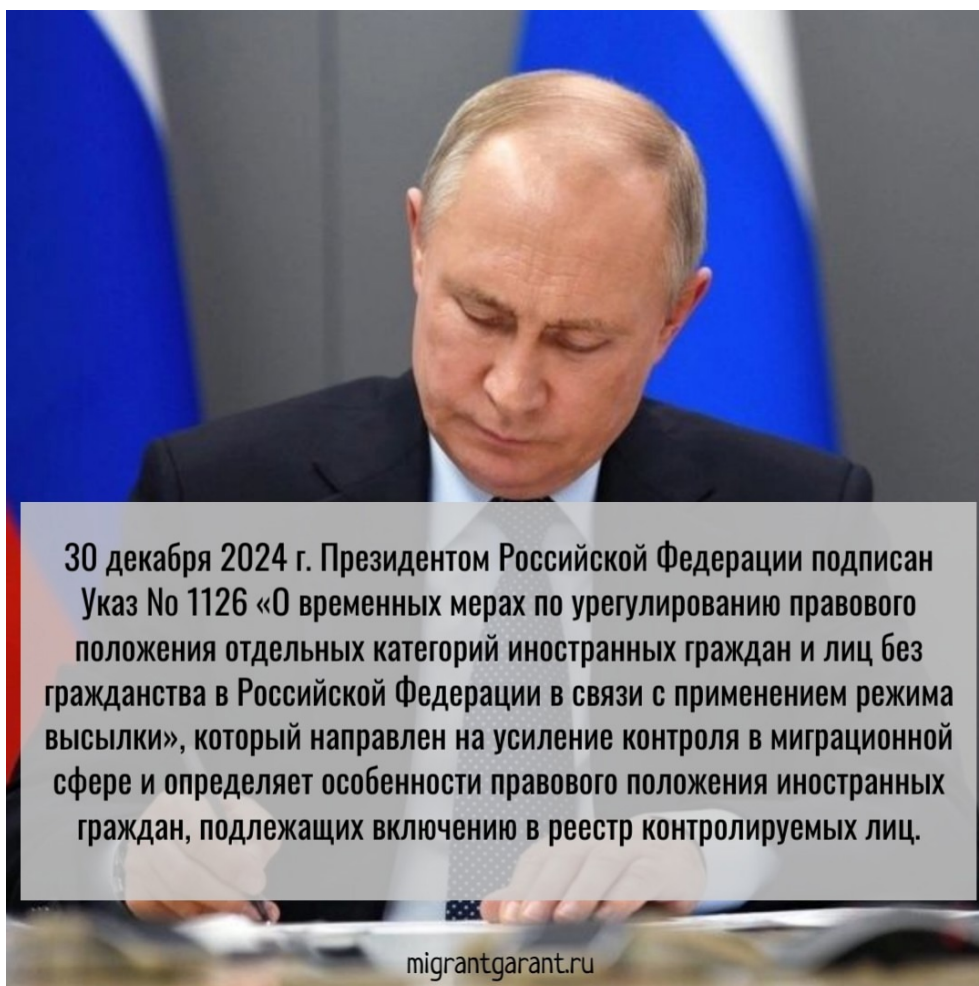 30 декабря 2024 г. Президентом Российской Федерации подписан
Указ No 1126 «О временных мерах по урегулированию правового
положения отдельных категорий иностранных граждан и лиц без
гражданства в Российской Федерации в связи с применением режима
высылки», который направлен на усиление контроля в миграционной
сфере и определяет особенности правового положения иностранных
граждан, подлежащих включению в реестр контролируемых лиц.
migrantgarant.ru